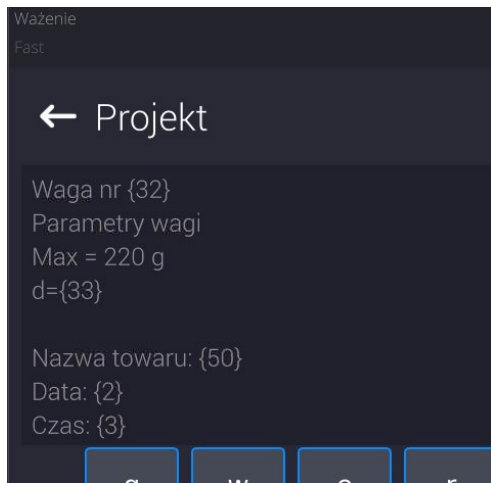 Ważenie
Fast
← Projekt
Waga nr {32}
Parametry wagi
Max = 220 g
d={33}

Nazwa towaru: {50}
Data: {2}
Czas: {3}